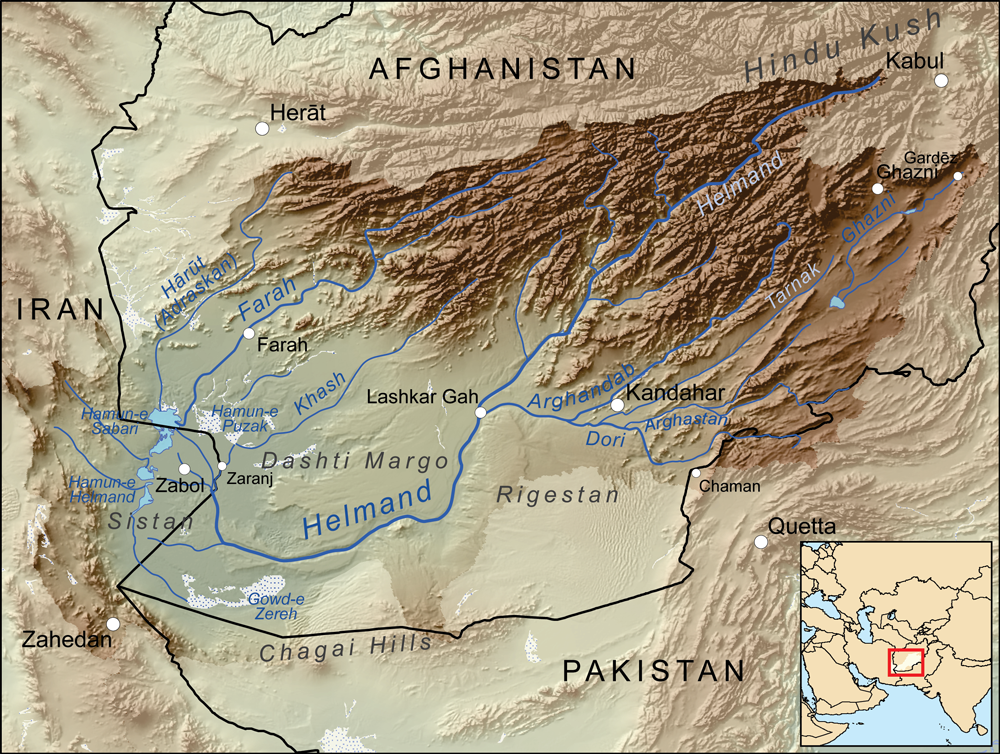 Hindu Kush
AFGHANISTAN
Kabul
Herāt
Gardēz
Ghazni
Helmand
Ghazni
Hārūt
(Adraskan)
Tarnak
IRAN
Farah
Farah
Khash
Lashkar Gah
Arghandab
Kandahar
Hamun-e
Sabari
Hamun-e
Puzak
Arghastan
Dori
Dashti Margo
Zabol
Zaranj
Hamun-e
Helmand
Rigestan
Chaman
Helmand
Sistan
Quetta
Gowd-e
Zereh
Zahedan
Chagai Hills
PAKISTAN